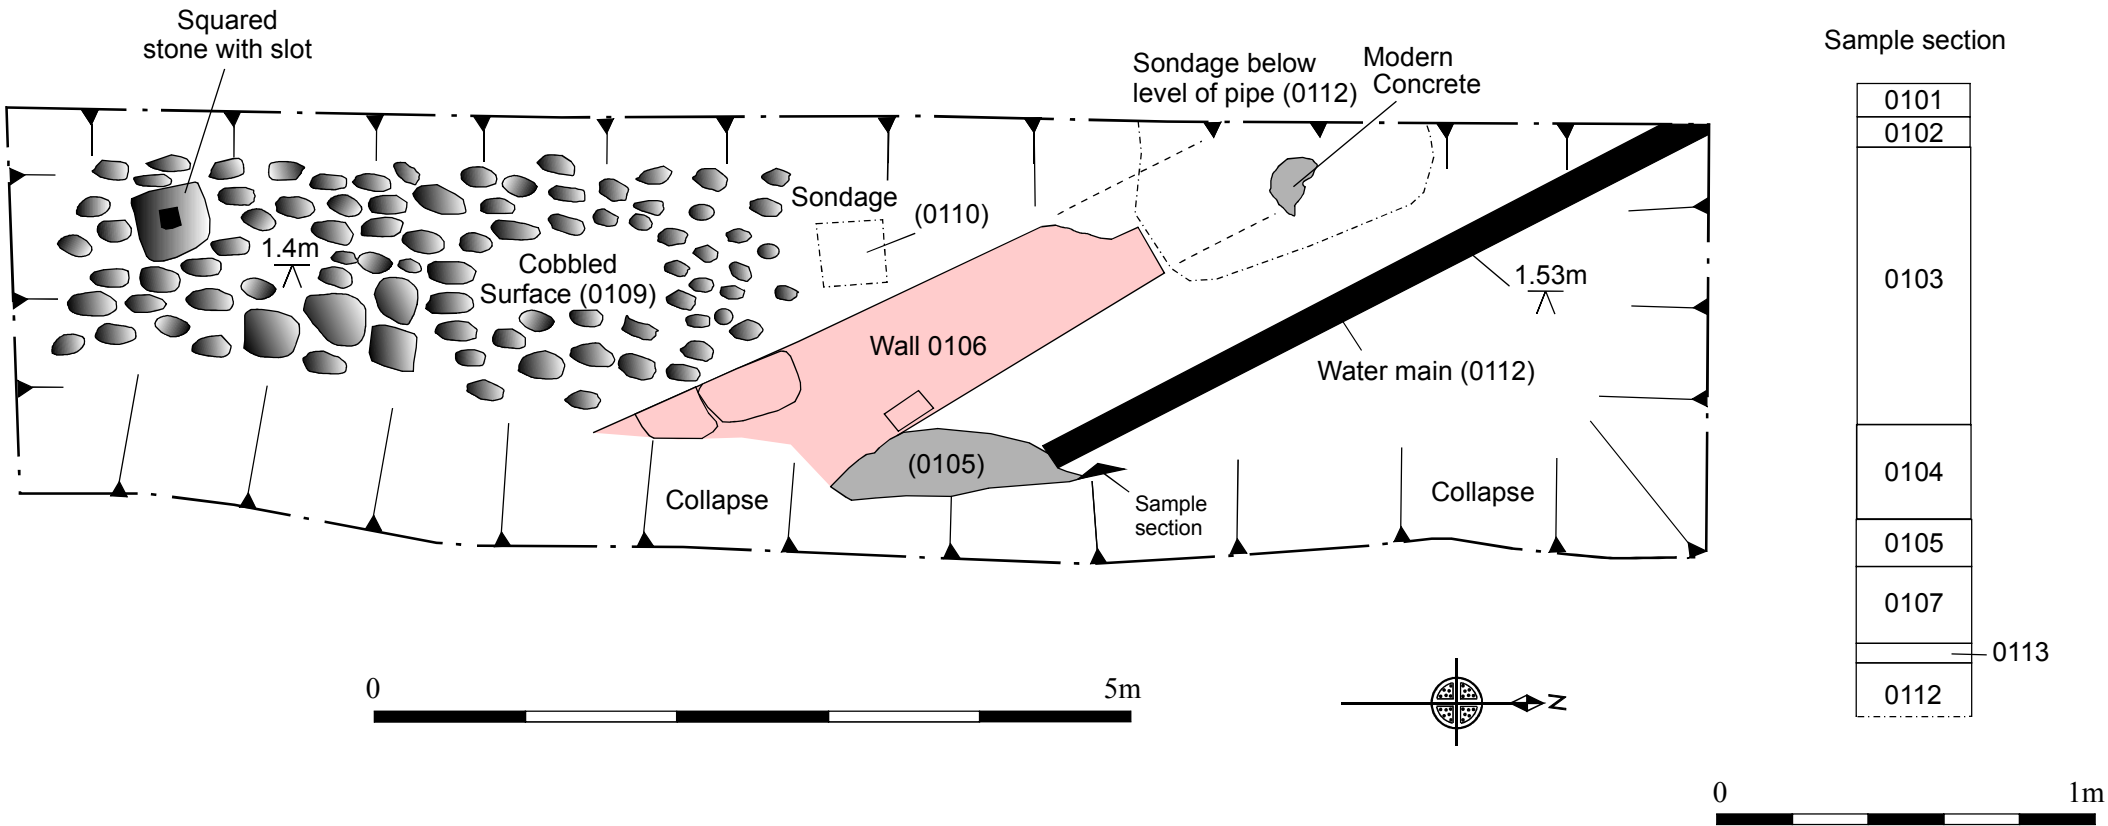 Squared
stone with slot
Sondage below
level of pipe (0112)
Modern
Concrete
Sample section
Sondage
(0110)
1.4m
Cobbled
Surface (0109)
1.53m
Wall 0106
Water main (0112)
(0105)
Collapse
Sample
section
Collapse
0101
0102
0103
0104
0105
0107
0113
0112
0
5m
N
0
1m